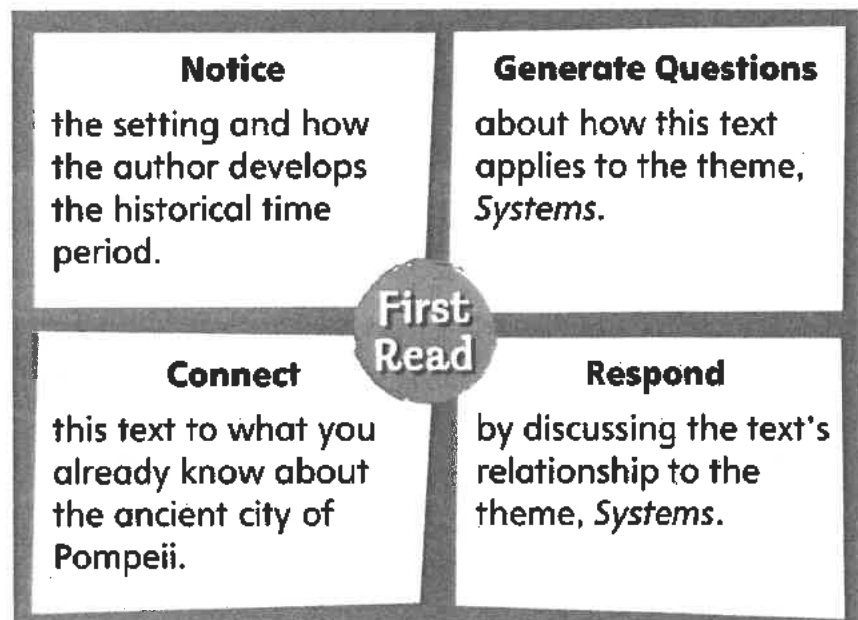 Notice
the setting and how
the author develops
the historical time
period.
Generate Questions
about how this text
applies to the theme,
Systems.
First
Read
Connect
this text to what you
already know about
the ancient city of
Pompeii.
Respond
by discussing the text's
relationship to the
theme, Systems.